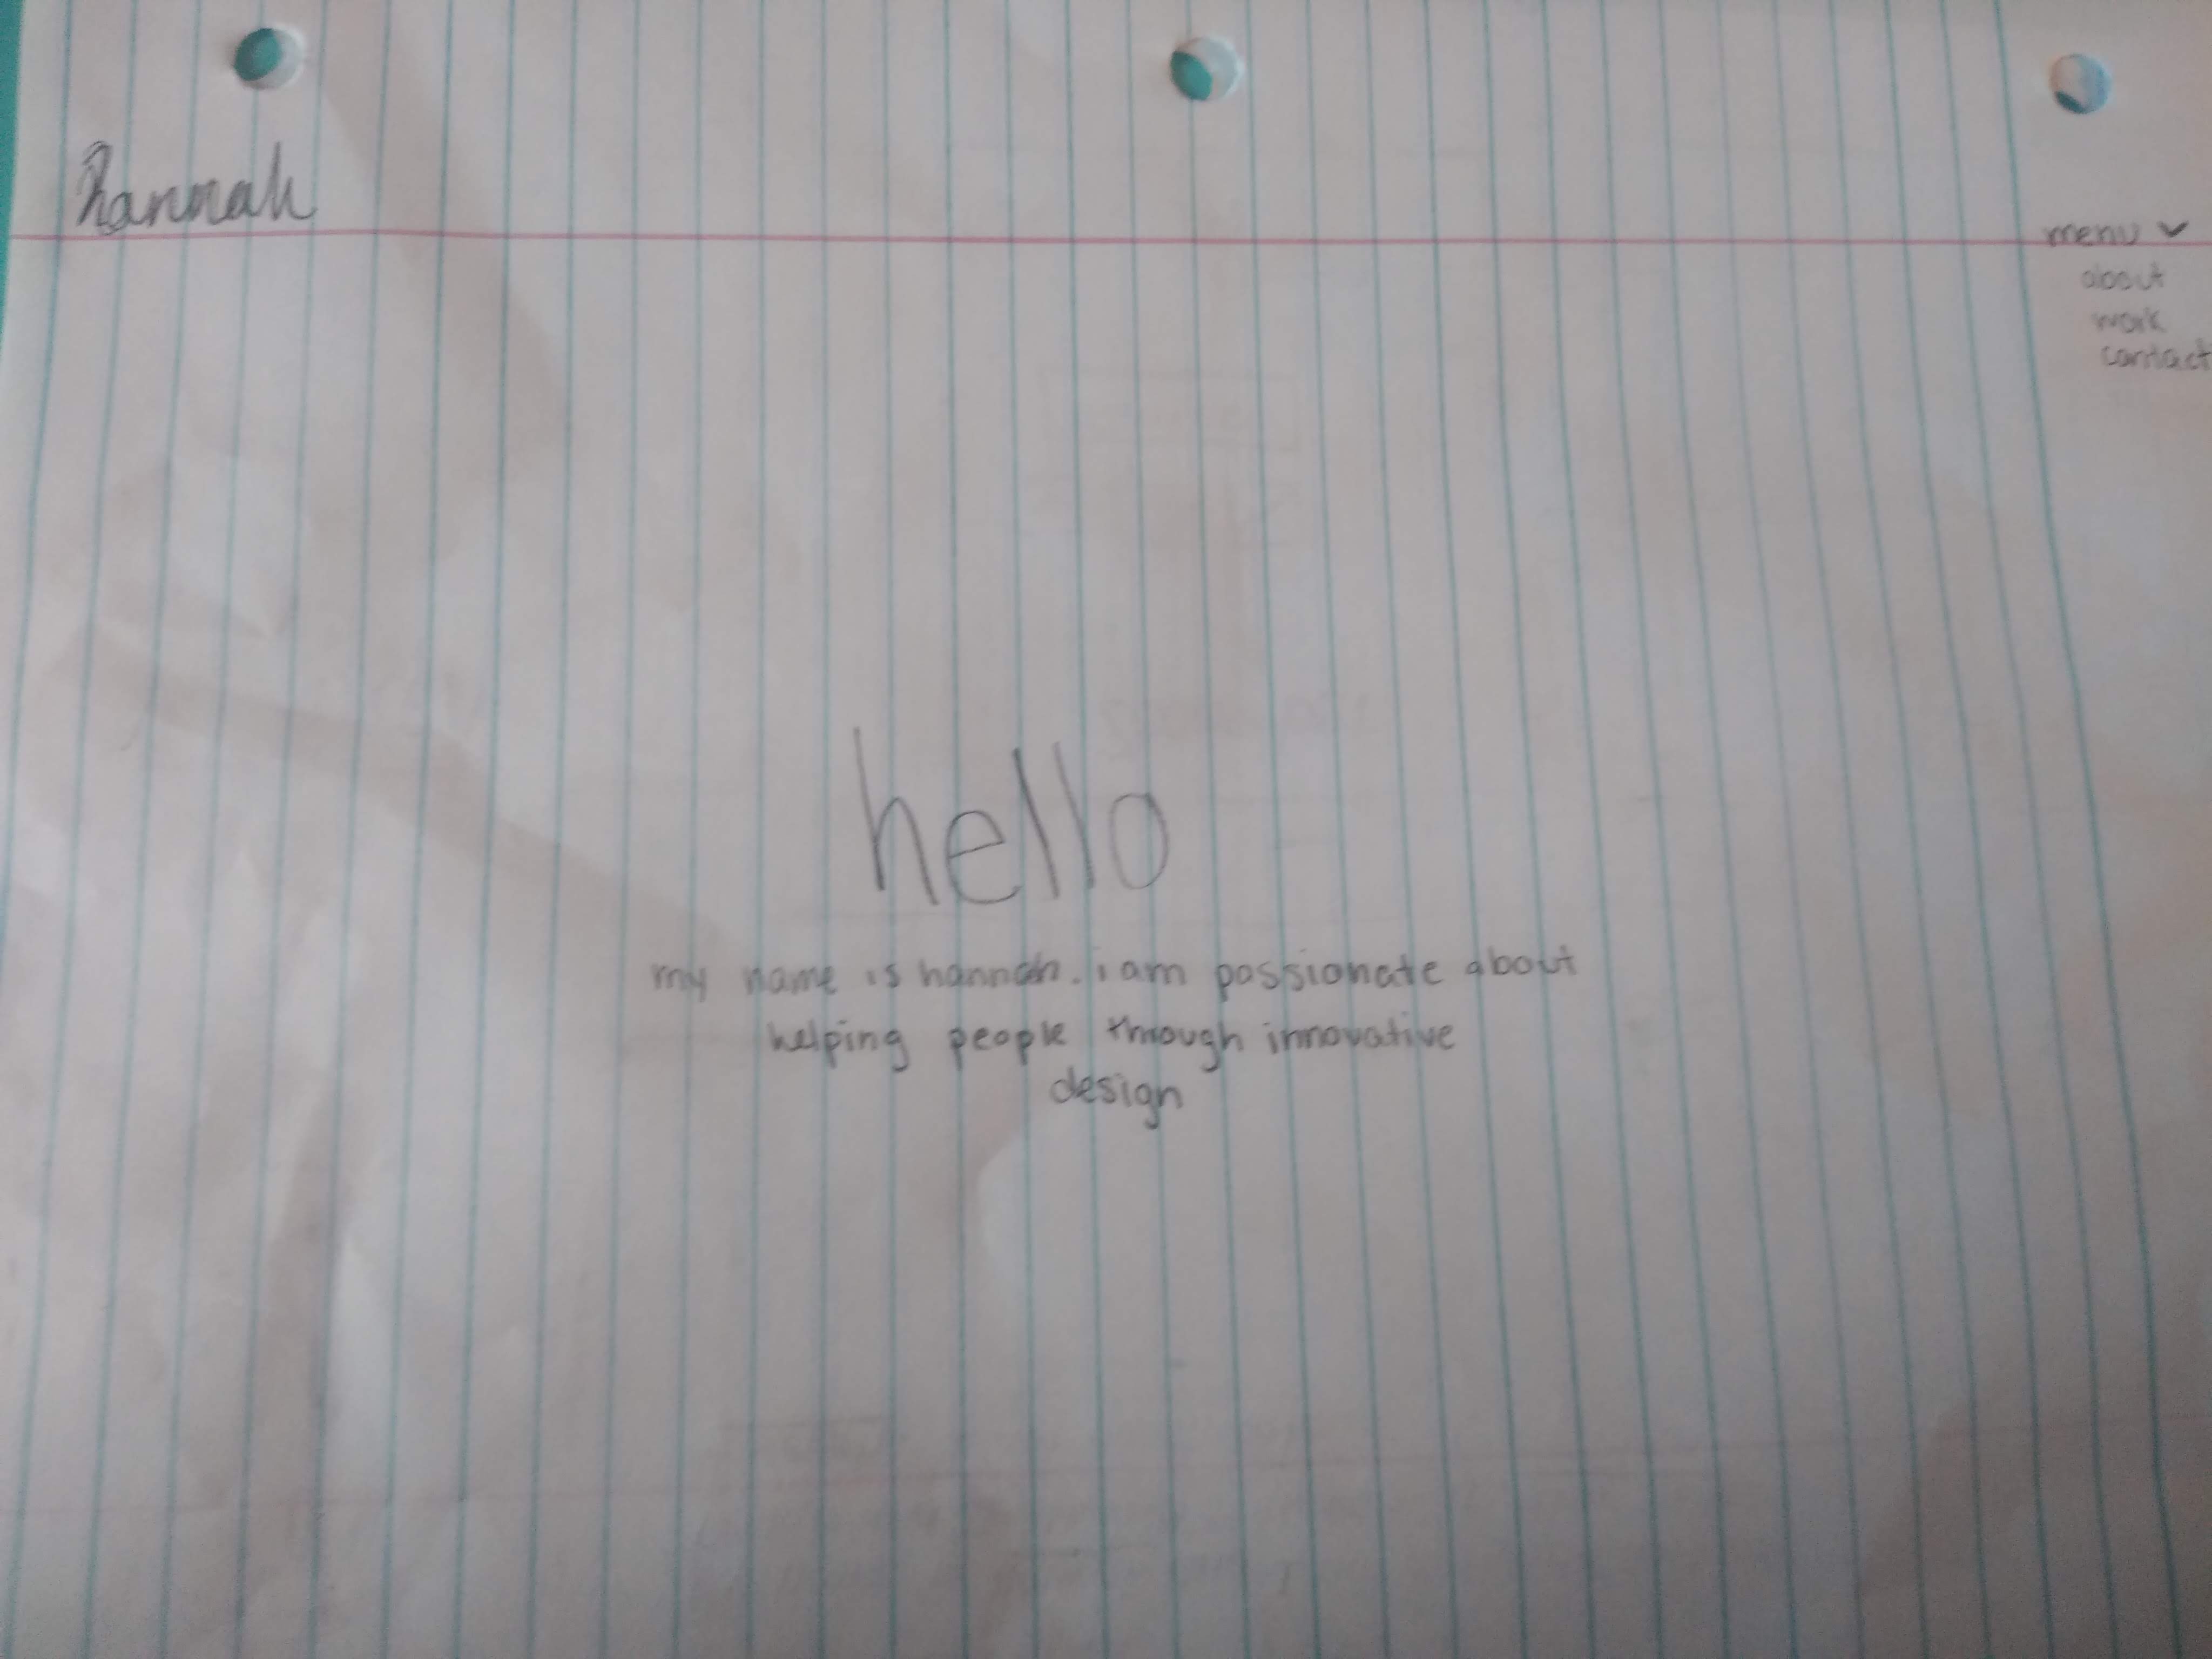 hannah
menu
about
work
contact
hello
my name is hannah. i am passionate about
helping people through innovative
design